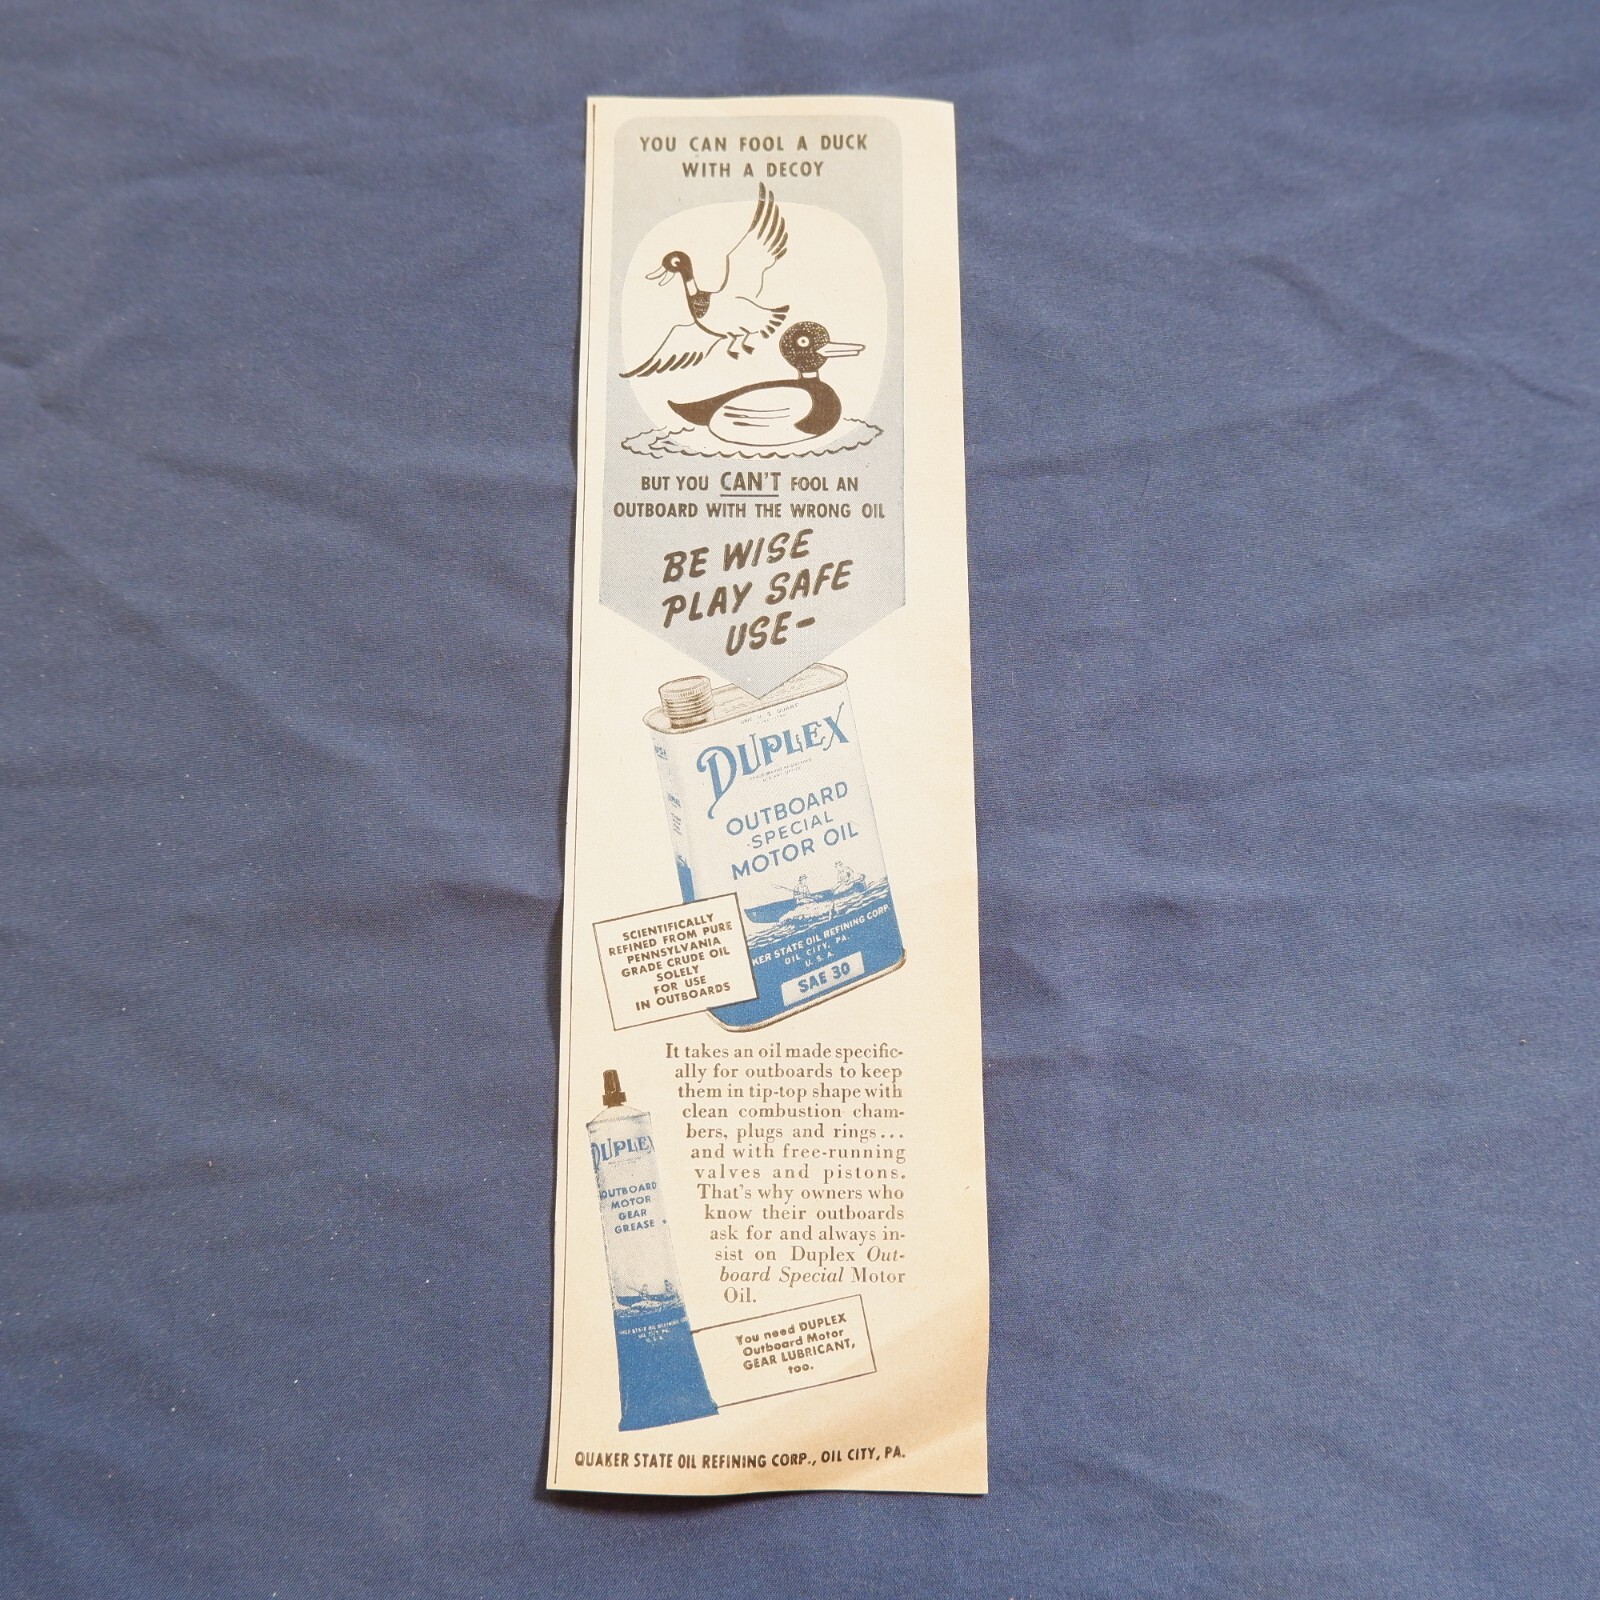 YOU CAN FOOL A DUCK
WITH A DECOY
BUT YOU CAN'T FOOL AN
OUTBOARD WITH THE WRONG OIL
BE WISE
PLAY SAFE
USE-
DUPLEX
OUTBOARD
SPECIAL
MOTOR OIL
KER STATE OIL REFINING CORP.
OIL CITY, PA.
U. S. A.
SAE 30
SCIENTIFICALLY
REFINED FROM PURE
PENNSYLVANIA
GRADE CRUDE OIL
SOLELY
FOR USE
IN OUTBOARDS
It takes an oil made specific-
ally for outboards to keep
them in tip-top shape with
clean combustion cham-
bers, plugs and rings...
and with free-running
valves and pistons.
That's why owners who
know their outboards
ask for and always in-
sist on Duplex Out-
board Special Motor
Oil.
DUPLEX
OUTBOARD
MOTOR
GEAR
GREASE
You need DUPLEX
Outboard Motor
GEAR LUBRICANT,
too.
QUAKER STATE OIL REFINING CORP., OIL CITY, PA.